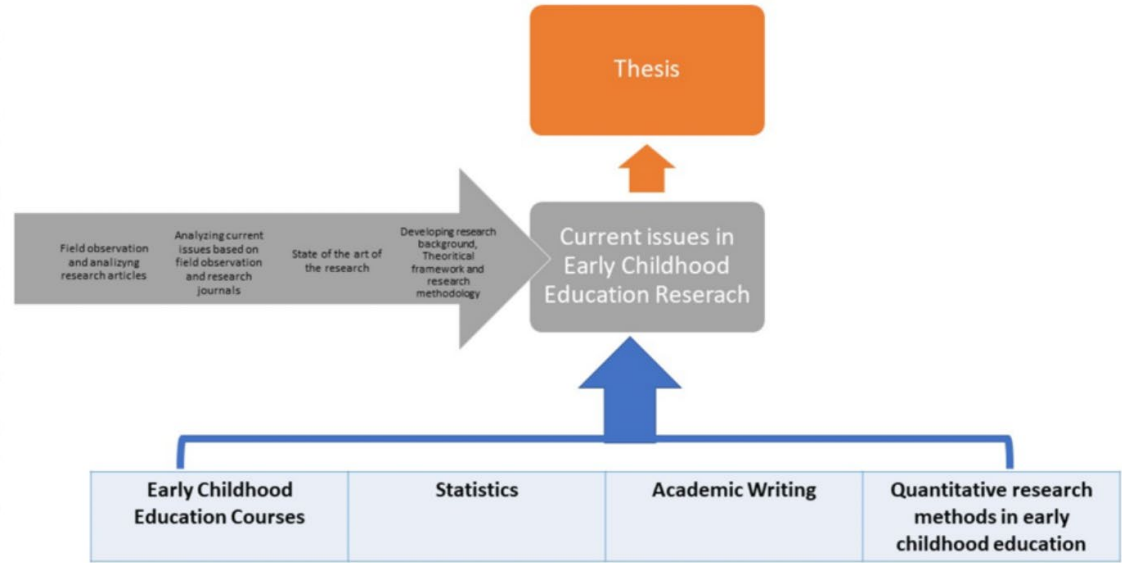 Thesis
Field observation
and analizyng
research articles
Analyzing current
issues based on
field observation
and research
journals
State of the art of
the research
Developing research
background,
Theoritical
framework and
research
methodology
Current issues in
Early Childhood
Education Reserach
Early Childhood
Education Courses
Statistics
Academic Writing
Quantitative research
methods in early
childhood education